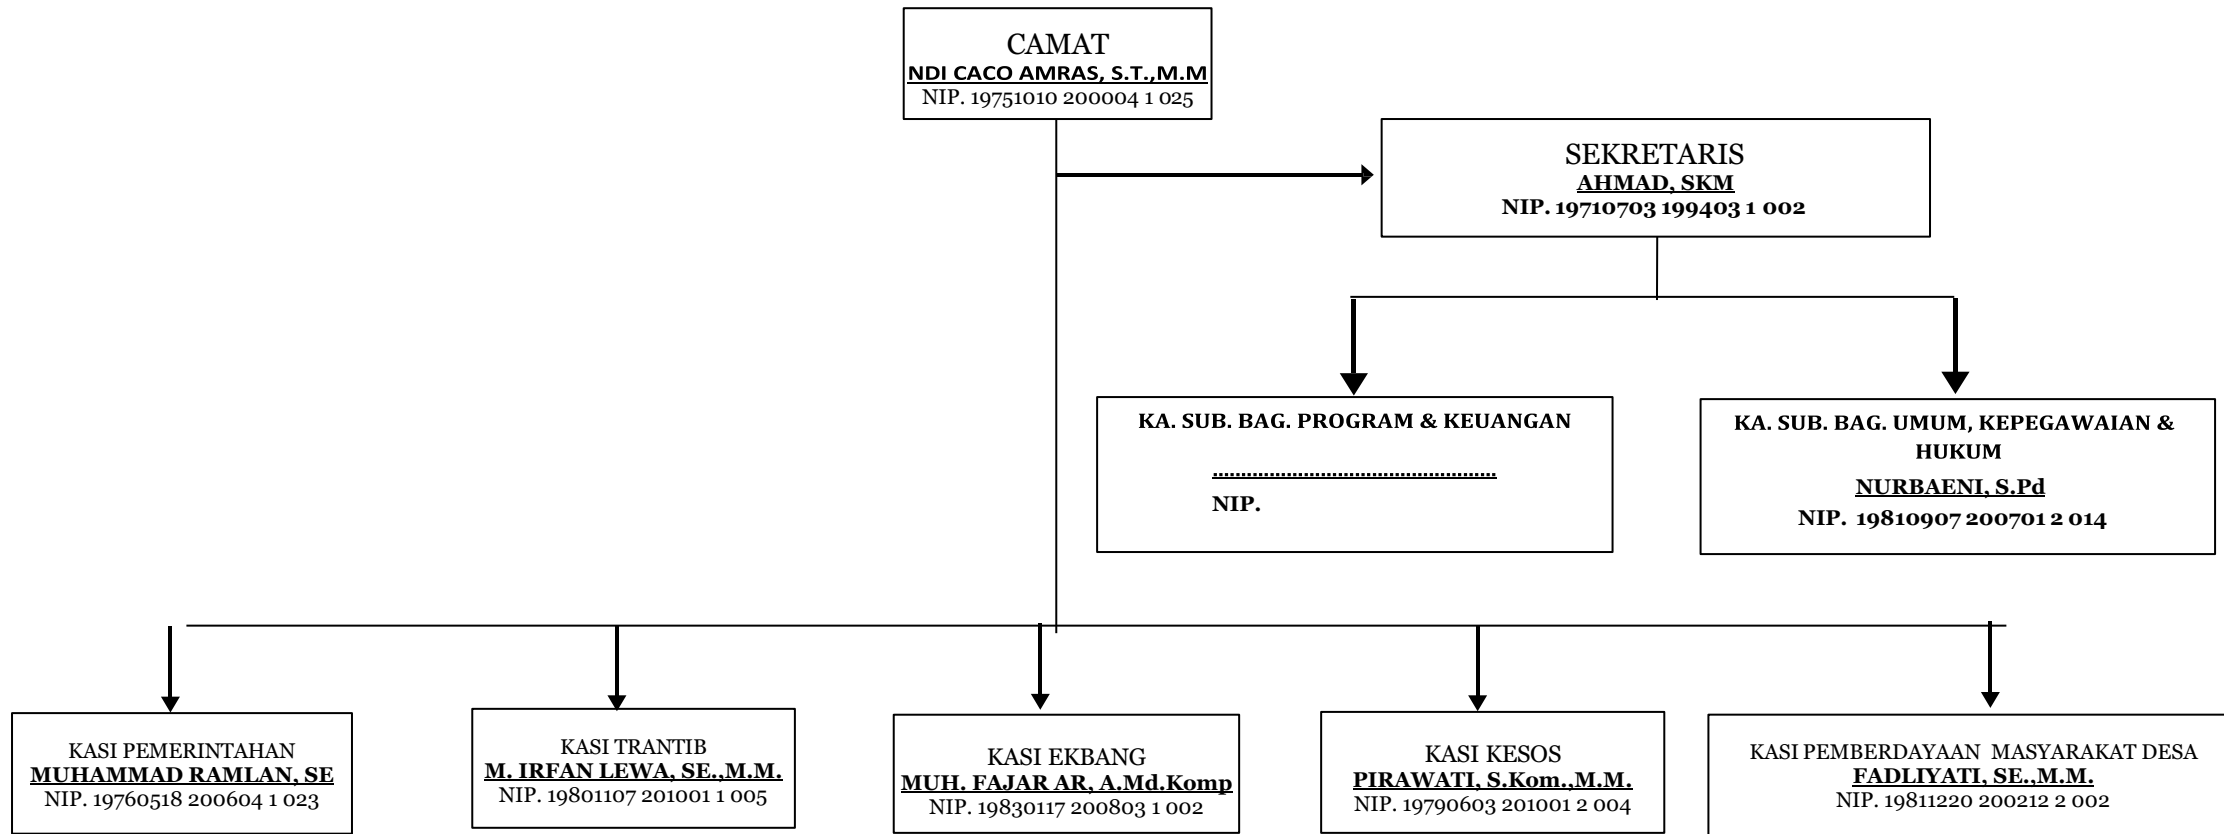 CAMAT
NDI CACO AMRAS, S.T.,M.M
NIP. 19751010 200004 1 025
SEKRETARIS
AHMAD, SKM
NIP. 19710703 199403 1 002
KA. SUB. BAG. PROGRAM & KEUANGAN
..................................................
NIP.
KA. SUB. BAG. UMUM, KEPEGAWAIAN &
HUKUM
NURBAENI, S.Pd
NIP. 19810907 200701 2 014
KASI PEMERINTAHAN
MUHAMMAD RAMLAN, SE
NIP. 19760518 200604 1 023
KASI TRANTIB
M. IRFAN LEWA, SE.,M.M.
NIP. 19801107 201001 1 005
KASI EKBANG
MUH. FAJAR AR, A.Md.Komp
NIP. 19830117 200803 1 002
KASI KESOS
PIRAWATI, S.Kom.,M.M.
NIP. 19790603 201001 2 004
KASI PEMBERDAYAAN MASYARAKAT DESA
FADLIYATI, SE.,M.M.
NIP. 19811220 200212 2 002